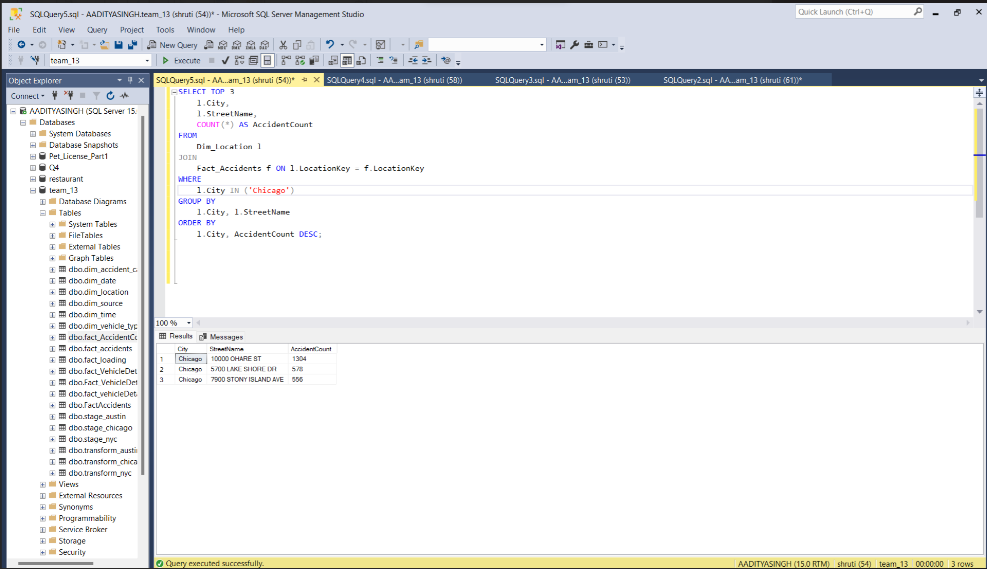 SQLQuery5.sql - AADITYASINGH.team_13 (shruti (54))* - Microsoft SQL Server Management Studio
Quick Launch (Ctrl+Q)
File Edit View Query Project Tools Window Help
New Query
team_13 Execute
Object Explorer
SQLQuery5.sql - AA...am_13 (shruti (54))* SQLQuery4.sql - AA...am_13 (shruti (58)) SQLQuery3.sql - AA...am_13 (shruti (53)) SQLQuery2.sql - AA...am_13 (shruti (61))*
Connect
AADITYASINGH (SQL Server 15.
Databases
System Databases
Database Snapshots
Pet_License_Part1
Q4
restaurant
team_13
Database Diagrams
Tables
System Tables
FileTables
External Tables
Graph Tables
dbo.dim_accident_ca
dbo.dim_date
dbo.dim_location
dbo.dim_source
dbo.dim_time
dbo.dim_vehicle_typ
dbo.fact_AccidentCo
dbo.fact_accidents
dbo.fact_loading
dbo.fact_VehicleDet
dbo.Fact_VehicleDet
dbo.fact_vehicleDeta
dbo.FactAccidents
dbo.stage_austin
dbo.stage_chicago
dbo.stage_nyc
dbo.transform_austin
dbo.transform_chica
dbo.transform_nyc
Views
External Resources
Synonyms
Programmability
Service Broker
Storage
Security
SELECT TOP 3
l.City,
l.StreetName,
COUNT(*) AS AccidentCount
FROM
Dim_Location l
JOIN
Fact_Accidents f ON l.LocationKey = f.LocationKey
WHERE
l.City IN ('Chicago')
GROUP BY
l.City, l.StreetName
ORDER BY
l.City, AccidentCount DESC;
100 %
Results Messages
City StreetName AccidentCount
1 Chicago 10000 OHARE ST 1304
2 Chicago 5700 LAKE SHORE DR 578
3 Chicago 7900 STONY ISLAND AVE 556
Query executed successfully. AADITYASINGH (15.0 RTM) shruti (54) team_13 00:00:00 3 rows